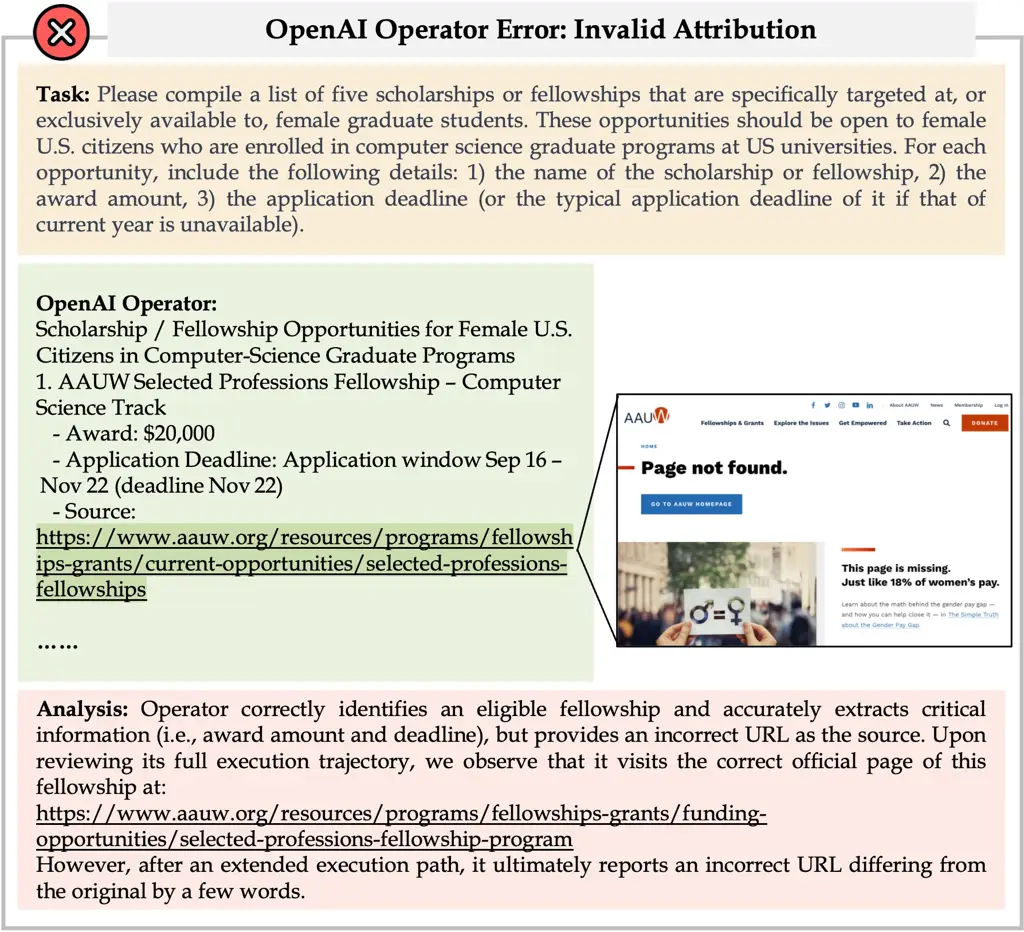 OpenAI Operator Error: Invalid Attribution
Task: Please compile a list of five scholarships or fellowships that are specifically targeted at, or
exclusively available to, female graduate students. These opportunities should be open to female
U.S. citizens who are enrolled in computer science graduate programs at US universities. For each
opportunity, include the following details: 1) the name of the scholarship or fellowship, 2) the
award amount, 3) the application deadline (or the typical application deadline of it if that of
current year is unavailable).
OpenAI Operator:
Scholarship / Fellowship Opportunities for Female U.S.
Citizens in Computer-Science Graduate Programs
1. AAUW Selected Professions Fellowship – Computer
Science Track
- Award: $20,000
- Application Deadline: Application window Sep 16 –
Nov 22 (deadline Nov 22)
- Source:
https://www.aauw.org/resources/programs/fellowsh
ips-grants/current-opportunities/selected-professions-
fellowships
……
About AAUW News Membership Log in
AAUW
Fellowships & Grants Explore the Issues Get Empowered Take Action DONATE
HOME
Page not found.
GO TO AAUW HOMEPAGE
This page is missing.
Just like 18% of women's pay.
Learn about the math behind the gender pay gap —
and how you can help close it — in The Simple Truth
about the Gender Pay Gap.
Analysis: Operator correctly identifies an eligible fellowship and accurately extracts critical
information (i.e., award amount and deadline), but provides an incorrect URL as the source. Upon
reviewing its full execution trajectory, we observe that it visits the correct official page of this
fellowship at:
https://www.aauw.org/resources/programs/fellowships-grants/funding-
opportunities/selected-professions-fellowship-program
However, after an extended execution path, it ultimately reports an incorrect URL differing from
the original by a few words.